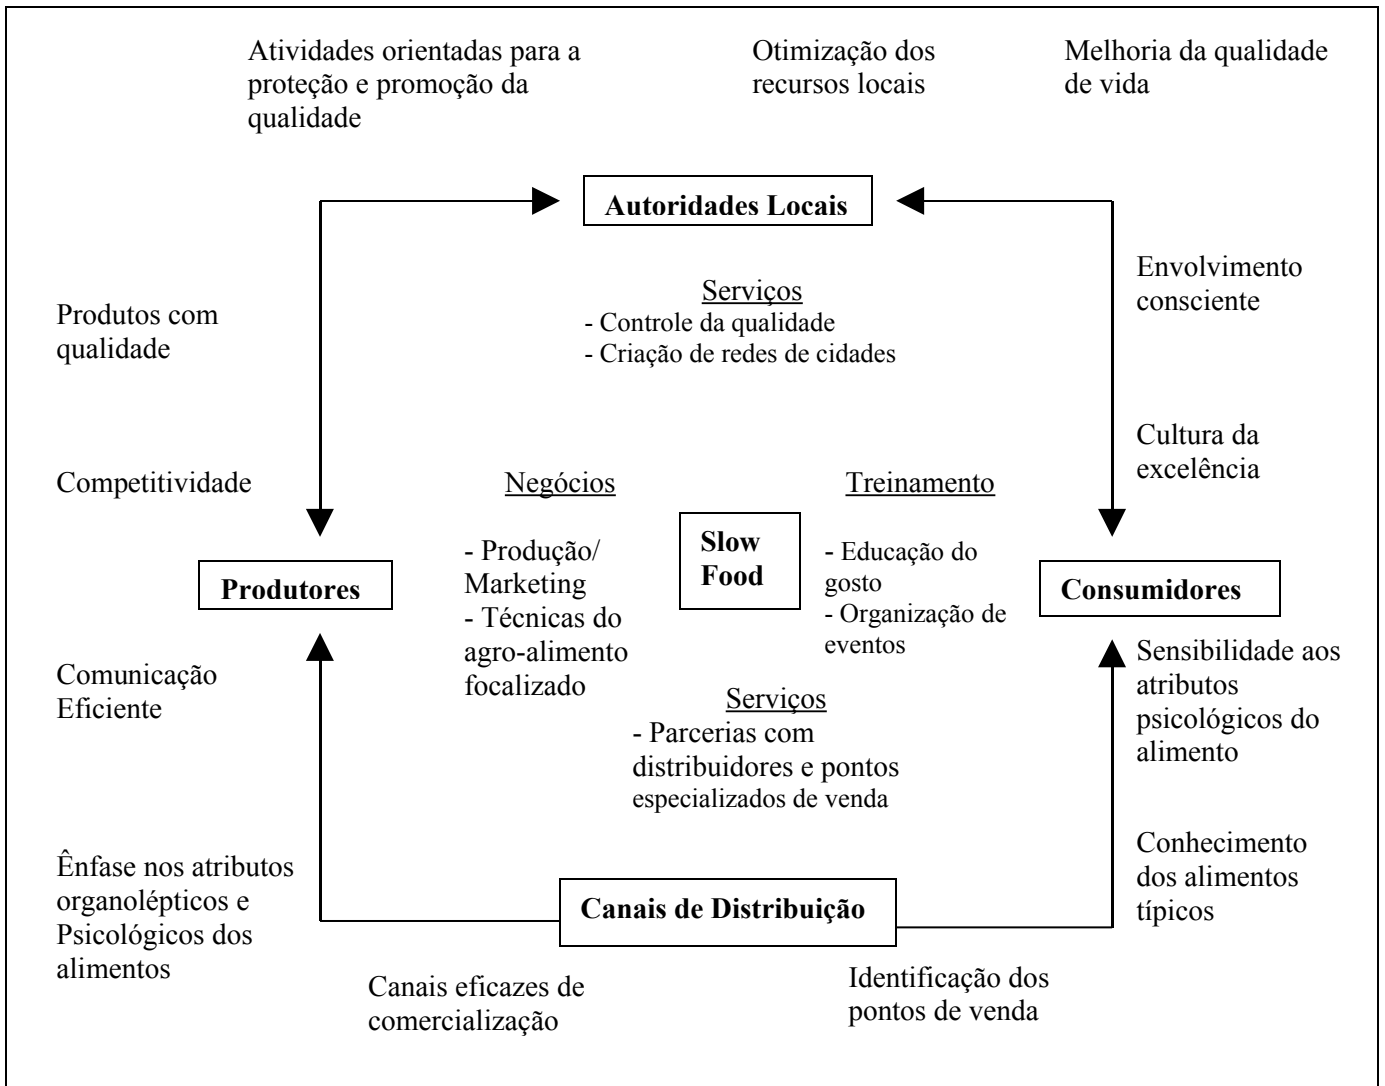 Atividades orientadas para a
proteção e promoção da
qualidade
Otimização dos
recursos locais
Melhoria da qualidade
de vida
Autoridades Locais
Serviços
- Controle da qualidade
- Criação de redes de cidades
Produtos com
qualidade
Envolvimento
consciente
Competitividade
Cultura da
excelência
Negócios
- Produção/
Marketing
- Técnicas do
agro-alimento
focalizado
Slow
Food
Treinamento
- Educação do
gosto
- Organização de
eventos
Produtores
Consumidores
Comunicação
Eficiente
Serviços
- Parcerias com
distribuidores e pontos
especializados de venda
Sensibilidade aos
atributos
psicológicos do
alimento
Ênfase nos atributos
organolépticos e
Psicológicos dos
alimentos
Canais de Distribuição
Conhecimento
dos alimentos
típicos
Canais eficazes de
comercialização
Identificação dos
pontos de venda